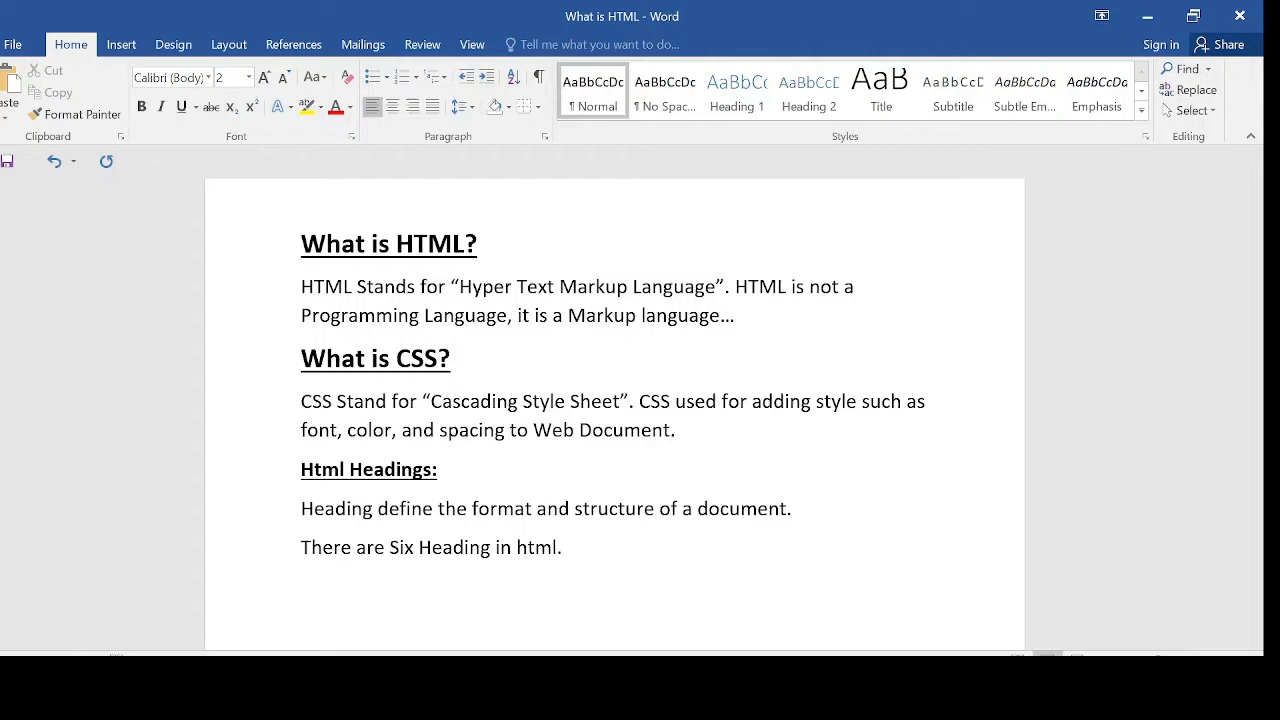 What is HTML - Word
File Home Insert Design Layout References Mailings Review View Tell me what you want to do... Sign in Share
Cut
Copy
Format Painter
Clipboard
Calibri (Body) 2
Font
Paragraph
AaBbCcDc AaBbCcDc AaBbCc AaBbCcD AaB AaBbCcD AaBbCcDa AaBbCcDa
¶ Normal ¶ No Spac... Heading 1 Heading 2 Title Subtitle Subtle Em... Emphasis
Styles
Find
Replace
Select
Editing
What is HTML?
HTML Stands for “Hyper Text Markup Language”. HTML is not a
Programming Language, it is a Markup language…
What is CSS?
CSS Stand for “Cascading Style Sheet”. CSS used for adding style such as
font, color, and spacing to Web Document.
Html Headings:
Heading define the format and structure of a document.
There are Six Heading in html.